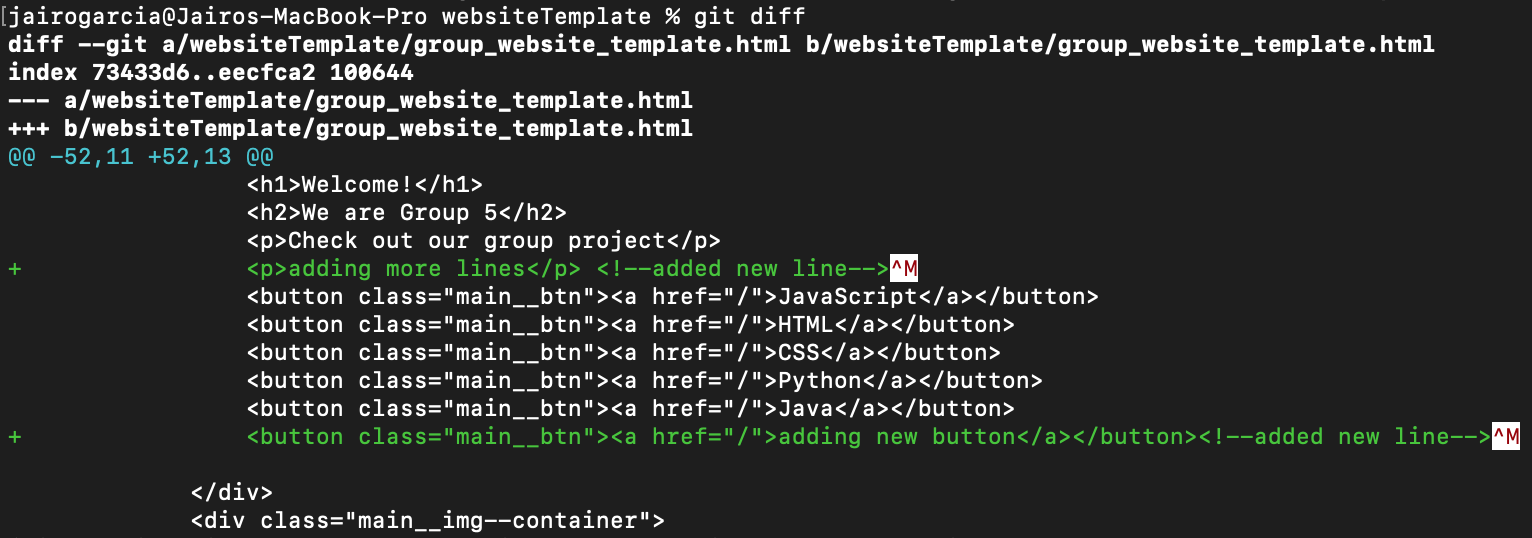 [jairogarcia@Jairos-MacBook-Pro websiteTemplate % git diff
diff --git a/websiteTemplate/group_website_template.html b/websiteTemplate/group_website_template.html
index 73433d6..eecfca2 100644
--- a/websiteTemplate/group_website_template.html
+++ b/websiteTemplate/group_website_template.html
@@ -52,11 +52,13 @@
                 <h1>Welcome!</h1>
                 <h2>We are Group 5</h2>
                 <p>Check out our group project</p>
+                <p>adding more lines</p> <!--added new line-->^M
                 <button class="main__btn"><a href="/">JavaScript</a></button>
                 <button class="main__btn"><a href="/">HTML</a></button>
                 <button class="main__btn"><a href="/">CSS</a></button>
                 <button class="main__btn"><a href="/">Python</a></button>
                 <button class="main__btn"><a href="/">Java</a></button>
+                <button class="main__btn"><a href="/">adding new button</a></button><!--added new line-->^M
             </div>
             <div class="main__img--container">